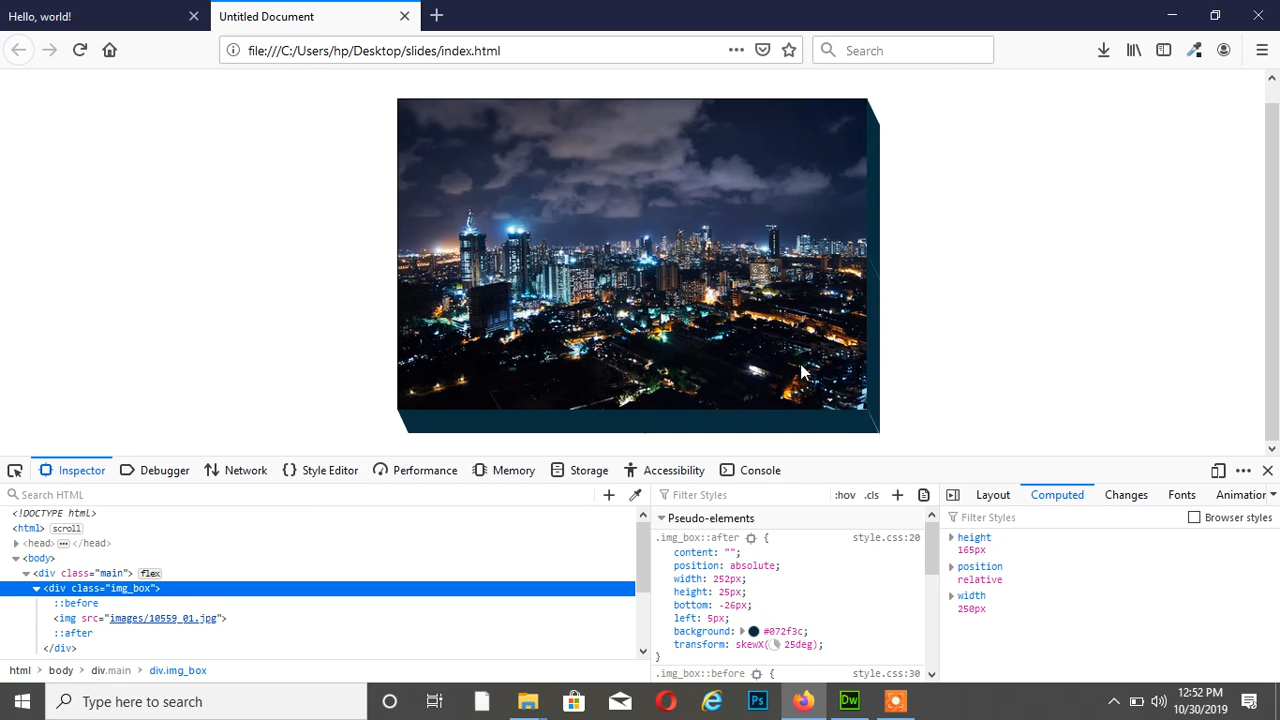 Hello, world!
Untitled Document
file:///C:/Users/hp/Desktop/slides/index.html
Search
Inspector
Debugger
Network
Style Editor
Performance
Memory
Storage
Accessibility
Console
Search HTML
Filter Styles
:hov .cls
Layout
Computed
Changes
Fonts
Animation
<!DOCTYPE html>
<html> scroll
<head> </head>
<body>
<div class="main"> flex
<div class="img_box">
::before
<img src="images/10559_01.jpg">
::after
</div>
html
body
div.main
div.img_box
Pseudo-elements
.img_box::after { style.css:20
content: "";
position: absolute;
width: 252px;
height: 25px;
bottom: -26px;
left: 5px;
background: #072f3c;
transform: skewX( 25deg);
}
.img_box::before { style.css:30
Filter Styles
Browser styles
height
165px
position
relative
width
250px
Type here to search
Ps
Dw
12:52 PM
10/30/2019